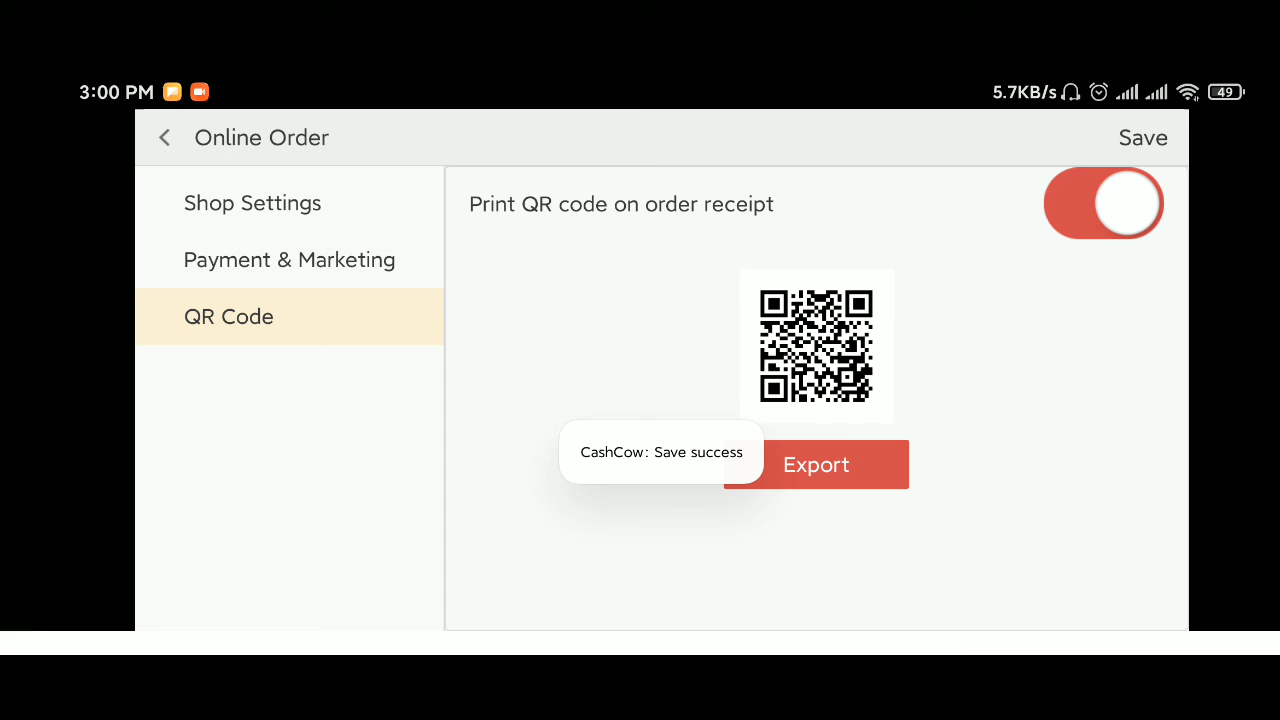 3:00 PM
5.7KB/s
49
Online Order
Save
Shop Settings
Print QR code on order receipt
Payment & Marketing
QR Code
CashCow: Save success
Export